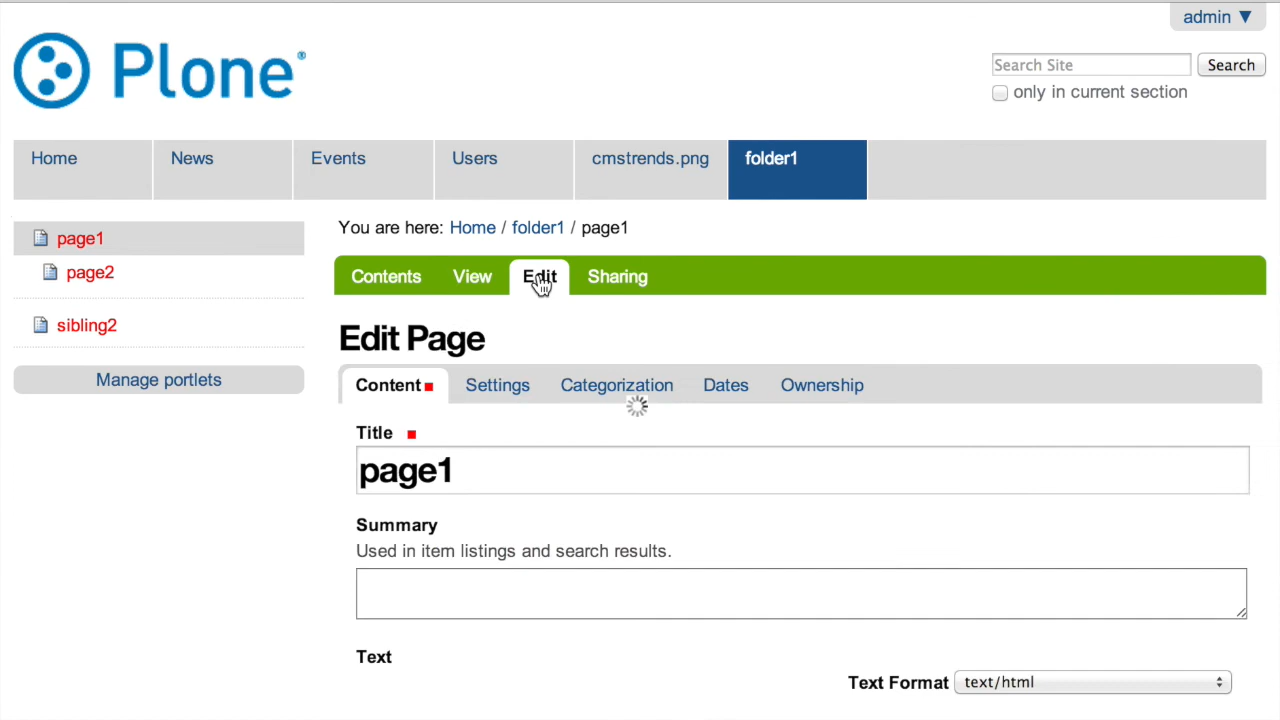 admin ▼
Plone®
Search Site
Search
only in current section
Home
News
Events
Users
cmstrends.png
folder1
You are here: Home / folder1 / page1
page1
page2
sibling2
Manage portlets
Contents
View
Edit
Sharing
Edit Page
Content
Settings
Categorization
Dates
Ownership
Title
page1
Summary
Used in item listings and search results.
Text
Text Format
text/html